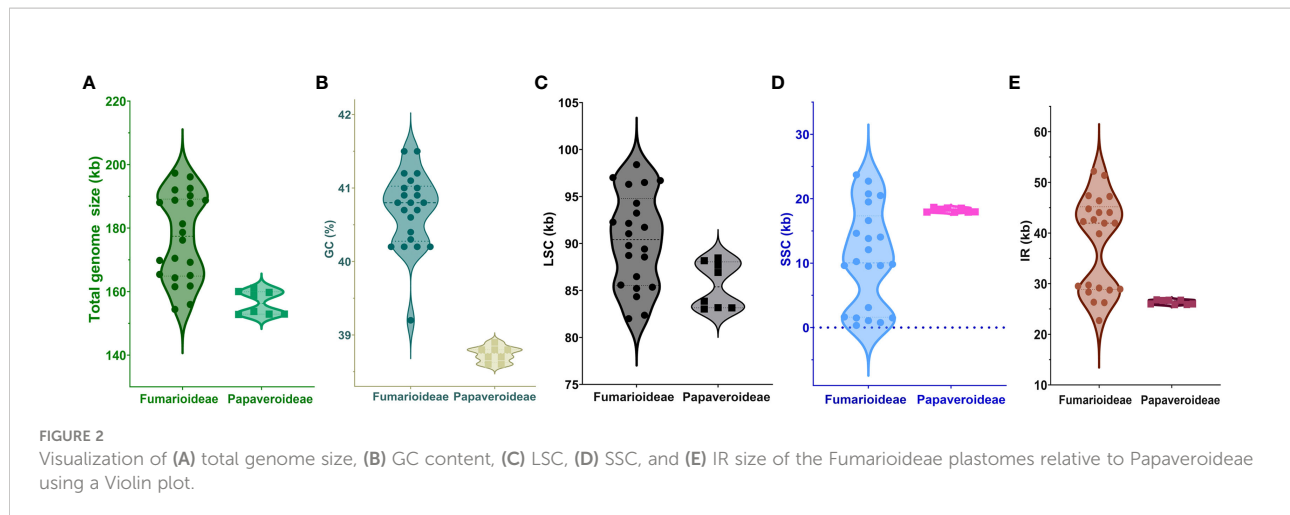 A
B
C
D
E
Total genome size (kb)
220
200
180
160
140
Fumarioideae Papaveroideae
GC (%)
42
41
40
39
Fumarioideae Papaveroideae
LSC (kb)
105
100
95
90
85
80
75
Fumarioideae Papaveroideae
SSC (kb)
30
20
10
0
Fumarioideae Papaveroideae
IR (kb)
60
50
40
30
20
10
Fumarioideae Papaveroideae
FIGURE 2
Visualization of (A) total genome size, (B) GC content, (C) LSC, (D) SSC, and (E) IR size of the Fumarioideae plastomes relative to Papaveroideae
using a Violin plot.